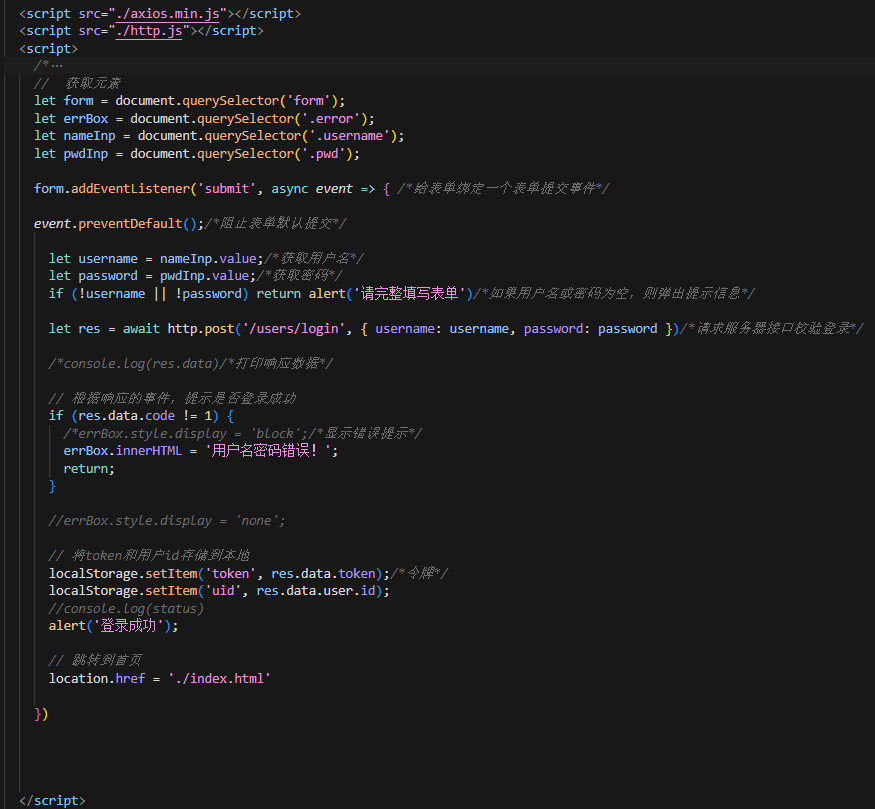 <script src="./axios.min.js"></script>
<script src="./http.js"></script>
<script>
/*…
// 获取元素
let form = document.querySelector('form');
let errBox = document.querySelector('.error');
let nameInp = document.querySelector('.username');
let pwdInp = document.querySelector('.pwd');
form.addEventListener('submit', async event => { /*给表单绑定一个表单提交事件*/
event.preventDefault();/*阻止表单默认提交*/
let username = nameInp.value;/*获取用户名*/
let password = pwdInp.value;/*获取密码*/
if (!username || !password) return alert('请完整填写表单')/*如果用户名或密码为空，则弹出提示信息*/
let res = await http.post('/users/login', { username: username, password: password })/*请求服务器接口校验登录*/
/*console.log(res.data)/*打印响应数据*/
// 根据响应的事件，提示是否登录成功
if (res.data.code != 1) {
/*errBox.style.display = 'block';/*显示错误提示*/
errBox.innerHTML = '用户名密码错误！';
return;
}
//errBox.style.display = 'none';
// 将token和用户id存储到本地
localStorage.setItem('token', res.data.token);/*令牌*/
localStorage.setItem('uid', res.data.user.id);
//console.log(status)
alert('登录成功');
// 跳转到首页
location.href = './index.html'
})
</script>